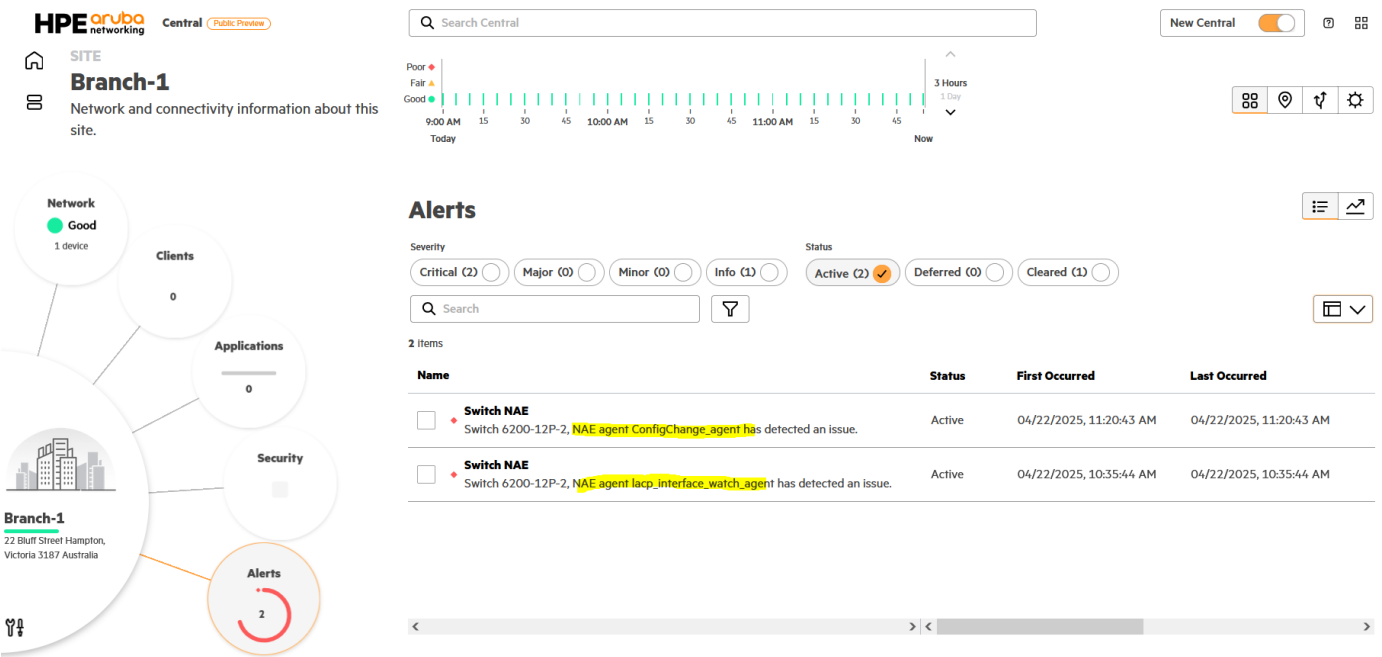 HPE aruba networking
Central Public Preview
Search Central
New Central
SITE
Branch-1
Network and connectivity information about this
site.
Poor
Fair
Good
9:00 AM 15 30 45 10:00 AM 15 30 45 11:00 AM 15 30 45
Today
Now
3 Hours
1 Day
Network
Good
1 device
Clients
0
Applications
0
Security
Branch-1
22 Bluff Street Hampton,
Victoria 3187 Australia
Alerts
2
Alerts
Severity
Critical (2) Major (0) Minor (0) Info (1)
Status
Active (2) Deferred (0) Cleared (1)
Search
2 items
Name Status First Occurred Last Occurred
Switch NAE
Switch 6200-12P-2, NAE agent ConfigChange_agent has detected an issue.
Active 04/22/2025, 11:20:43 AM 04/22/2025, 11:20:43 AM
Switch NAE
Switch 6200-12P-2, NAE agent lacp_interface_watch_agent has detected an issue.
Active 04/22/2025, 10:35:44 AM 04/22/2025, 10:35:44 AM